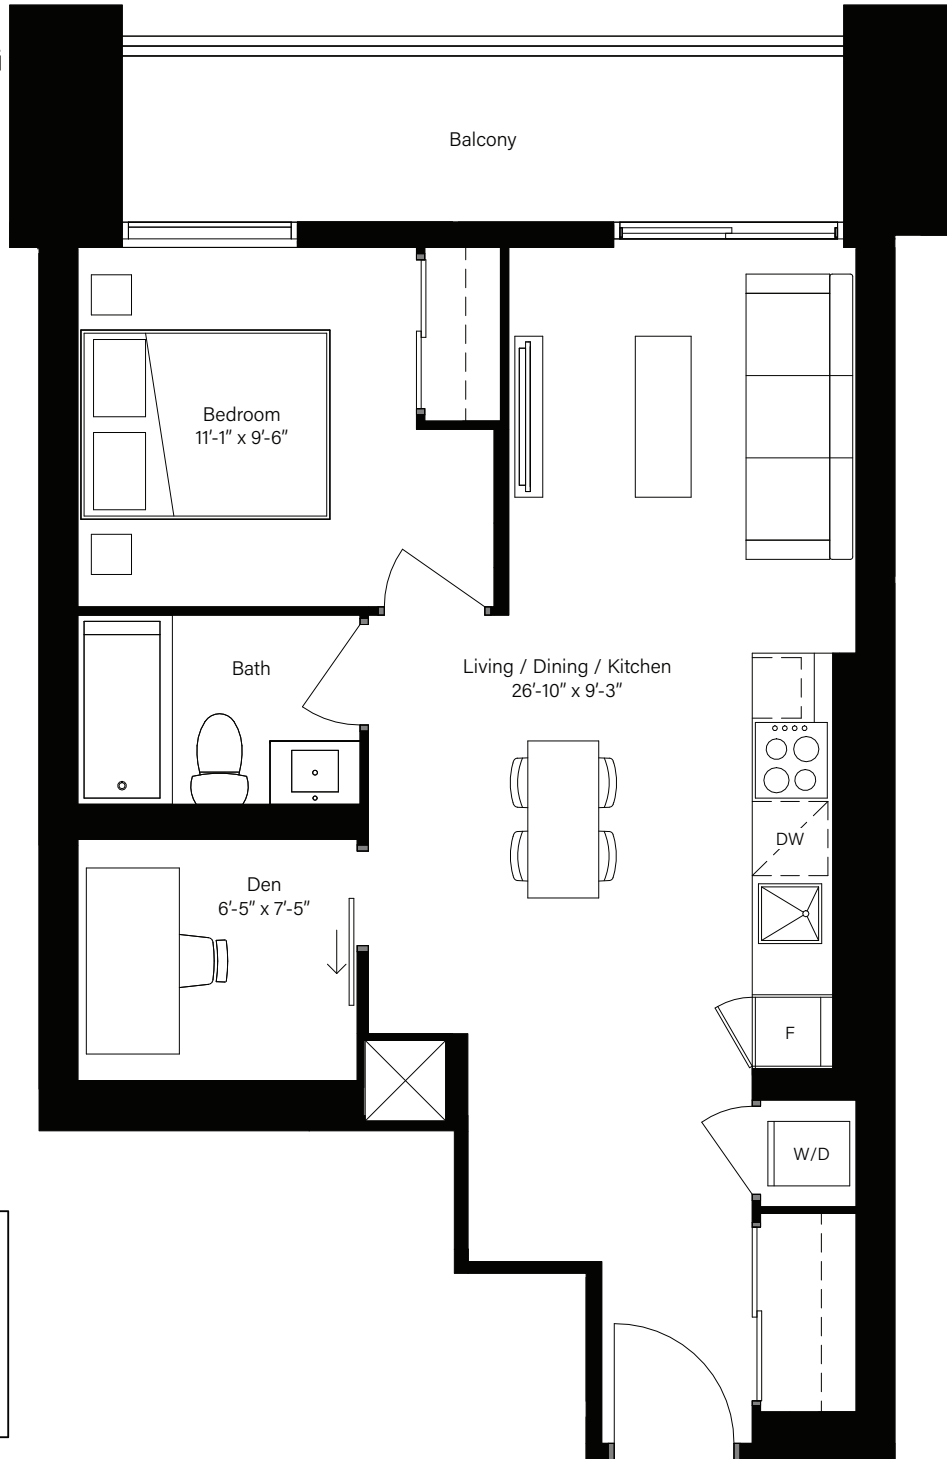 Balcony
Bedroom
11'-1" x 9'-6"
Bath
Living / Dining / Kitchen
26'-10" x 9'-3"
DW
Den
6'-5" x 7'-5"
F
W/D